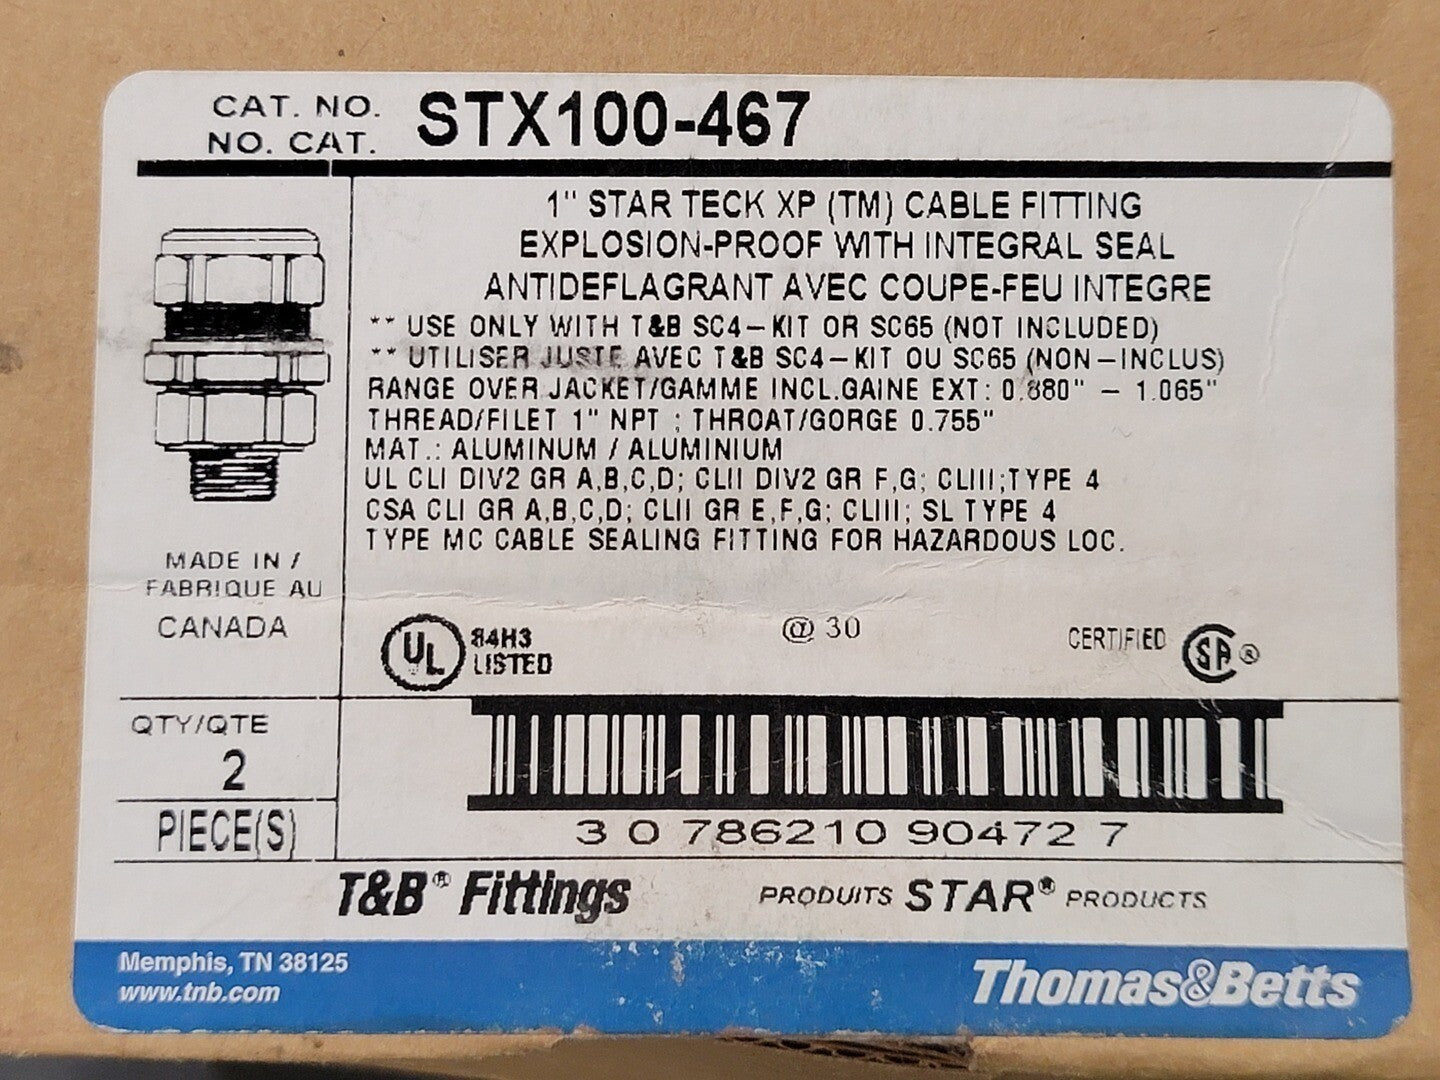 CAT. NO.
NO. CAT.
STX100-467
1" STAR TECK XP (TM) CABLE FITTING
EXPLOSION-PROOF WITH INTEGRAL SEAL
ANTIDEFLAGRANT AVEC COUPE-FEU INTEGRE
** USE ONLY WITH T&B SC4-KIT OR SC65 (NOT INCLUDED)
** UTILISER JUSTE AVEC T&B SC4-KIT OU SC65 (NON-INCLUS)
RANGE OVER JACKET/GAMME INCL.GAINE EXT: 0.880" - 1.065"
THREAD/FILET 1" NPT ; THROAT/GORGE 0.755"
MAT.: ALUMINUM / ALUMINIUM
UL CLI DIV2 GR A,B,C,D; CLII DIV2 GR F,G; CLIII;TYPE 4
CSA CLI GR A,B,C,D; CLII GR E,F,G; CLIII; SL TYPE 4
TYPE MC CABLE SEALING FITTING FOR HAZARDOUS LOC.
MADE IN /
FABRIQUE AU
CANADA
UL
84H3
LISTED
@ 30
CERTIFIED SA®
QTY/QTE
2
PIECE(S)
3 0 786210 90472 7
T&B® Fittings
PRODUITS STAR® PRODUCTS
Memphis, TN 38125
www.tnb.com
Thomas&Betts